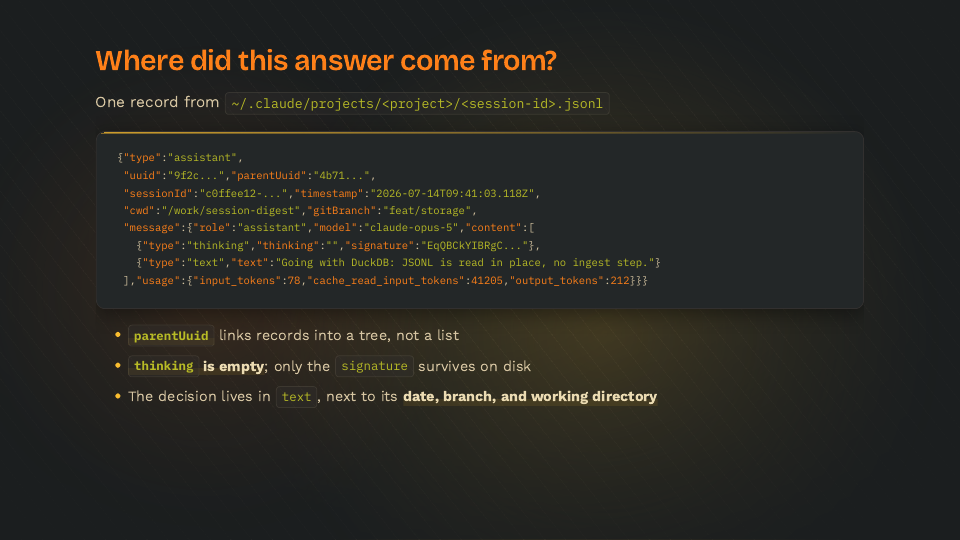 Where did this answer come from?
One record from ~/.claude/projects/<project>/<session-id>.jsonl
{"type":"assistant",
"uuid":"9f2c...","parentUuid":"4b71...",
"sessionId":"c0ffee12-...","timestamp":"2026-07-14T09:41:03.118Z",
"cwd":"/work/session-digest","gitBranch":"feat/storage",
"message":{"role":"assistant","model":"claude-opus-5","content":[
{"type":"thinking","thinking":"","signature":"EqQBCkYIBRgC..."},
{"type":"text","text":"Going with DuckDB: JSONL is read in place, no ingest step."}
],"usage":{"input_tokens":78,"cache_read_input_tokens":41205,"output_tokens":212}}}
• parentUuid links records into a tree, not a list
• thinking is empty; only the signature survives on disk
• The decision lives in text, next to its date, branch, and working directory